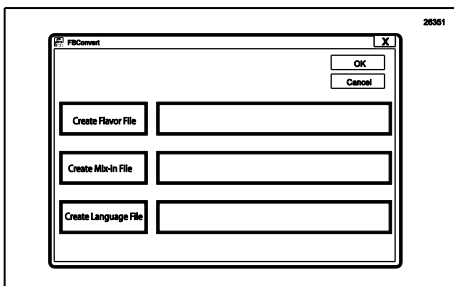 26351
FBConvert
X
OK
Cancel
Create Flavor File
Create Mix-in File
Create Language File